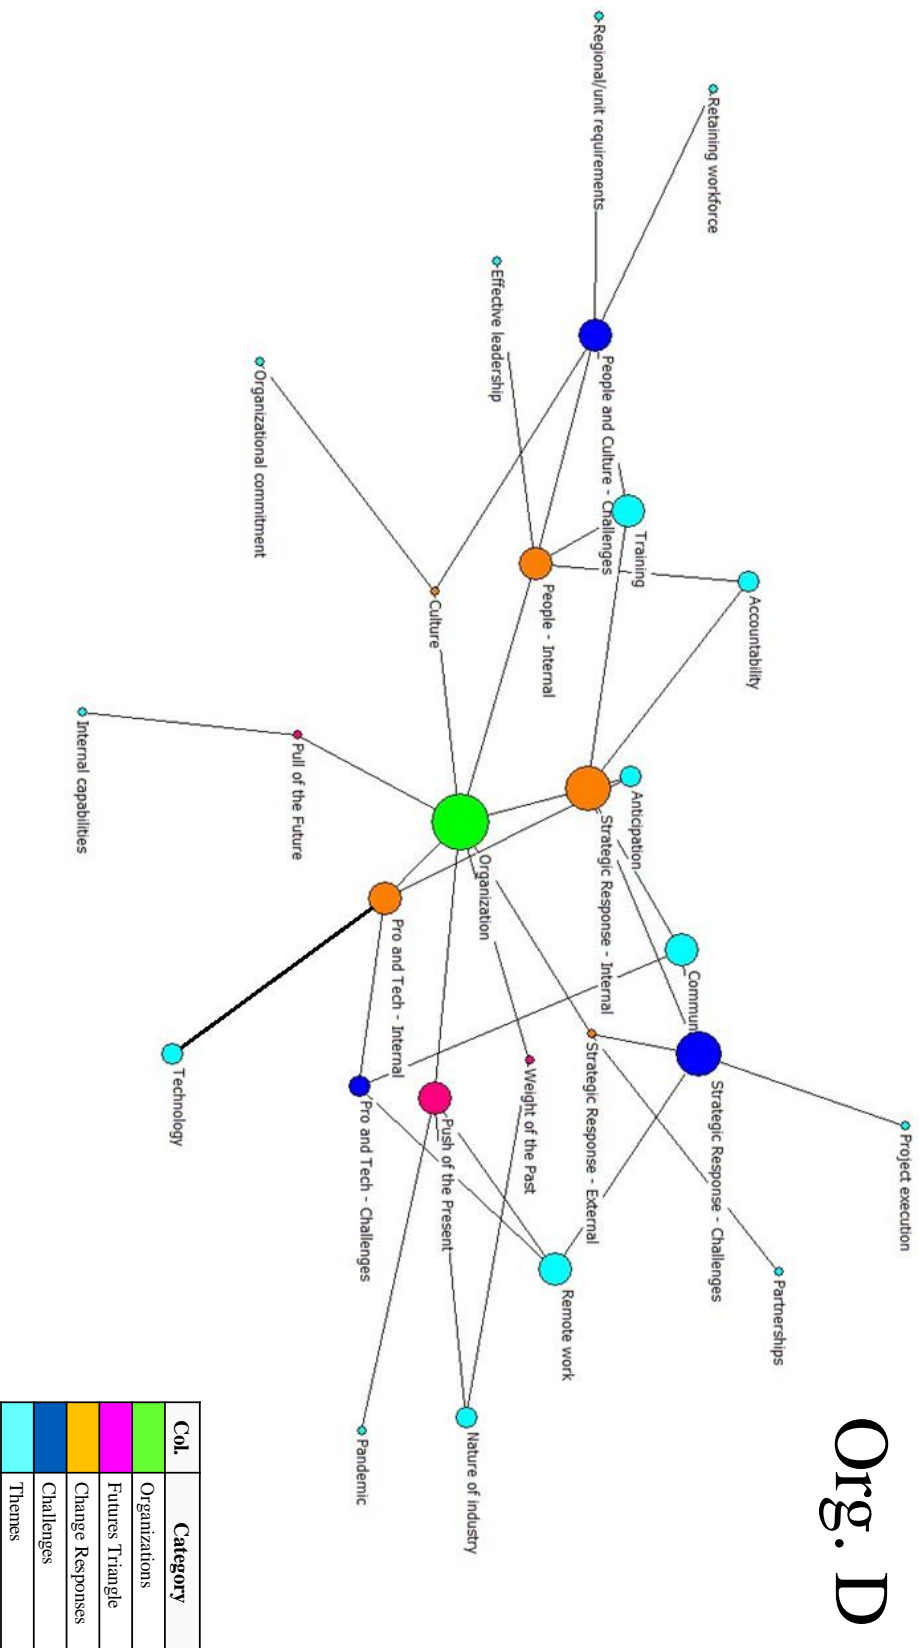 Org. D
Project execution
Partnerships
Retaining workforce
Accountability
Strategic Response - Challenges
Commun
Training
Anticipation
Regional/unit requirements
People and Culture - Challenges
Strategic Response - Internal
Strategic Response - External
Remote work
People - Internal
Weight of the Past
Effective leadership
Organization
Nature of industry
Culture
Push of the Present
Pro and Tech - Internal
Pro and Tech - Challenges
Pandemic
Pull of the Future
Organizational commitment
Technology
Internal capabilities
Col. Category
Organizations
Futures Triangle
Change Responses
Challenges
Themes